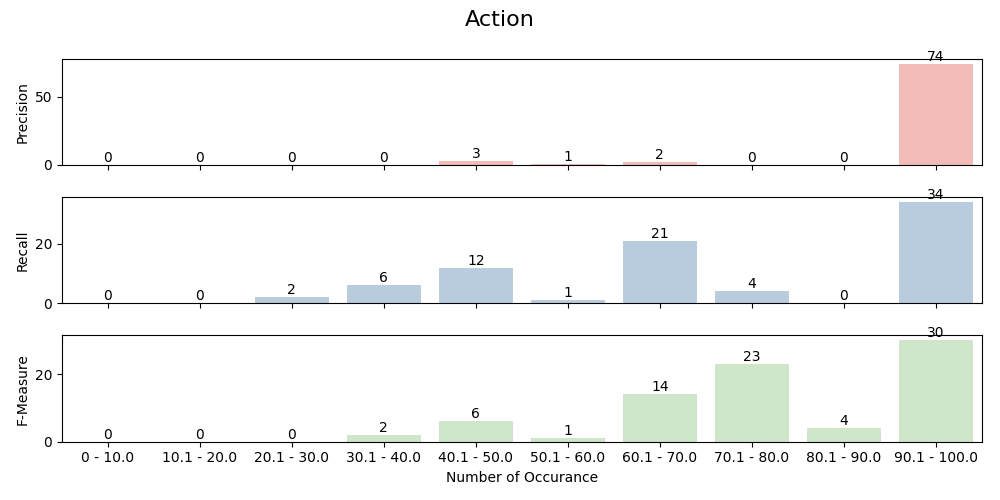 Action
Precision
50
0
0 0 0 0 3 1 2 0 0 74
Recall
20
0
0 0 2 6 12 1 21 4 0 34
F-Measure
20
0
0 0 0 2 6 1 14 23 4 30
0 - 10.0 10.1 - 20.0 20.1 - 30.0 30.1 - 40.0 40.1 - 50.0 50.1 - 60.0 60.1 - 70.0 70.1 - 80.0 80.1 - 90.0 90.1 - 100.0
Number of Occurance